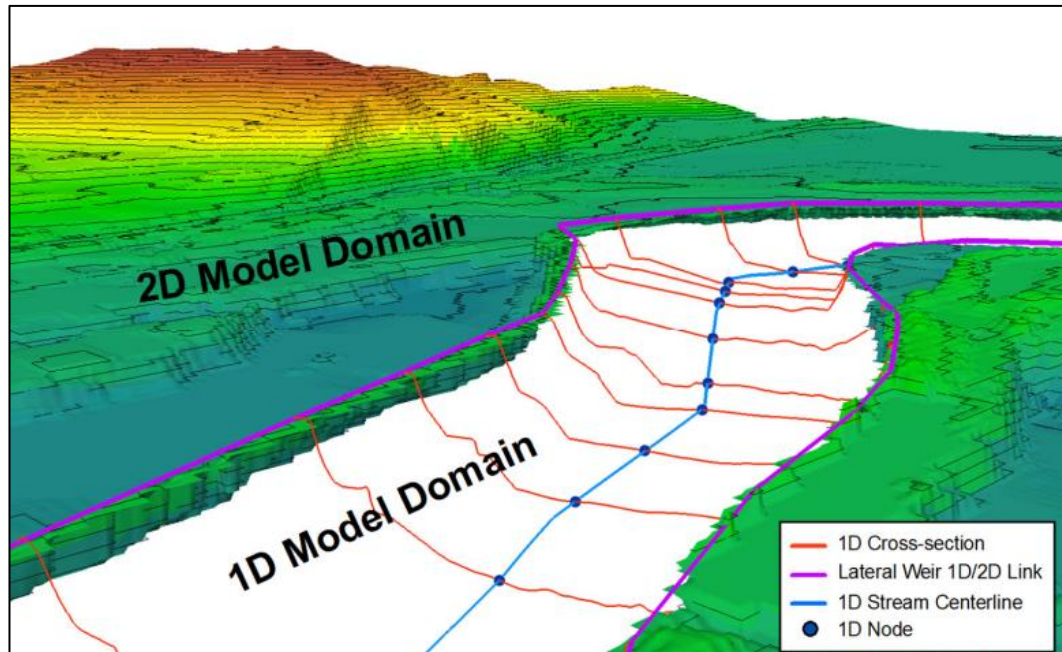 2D Model Domain
1D Model Domain
1D Cross-section
Lateral Weir 1D/2D Link
1D Stream Centerline
1D Node